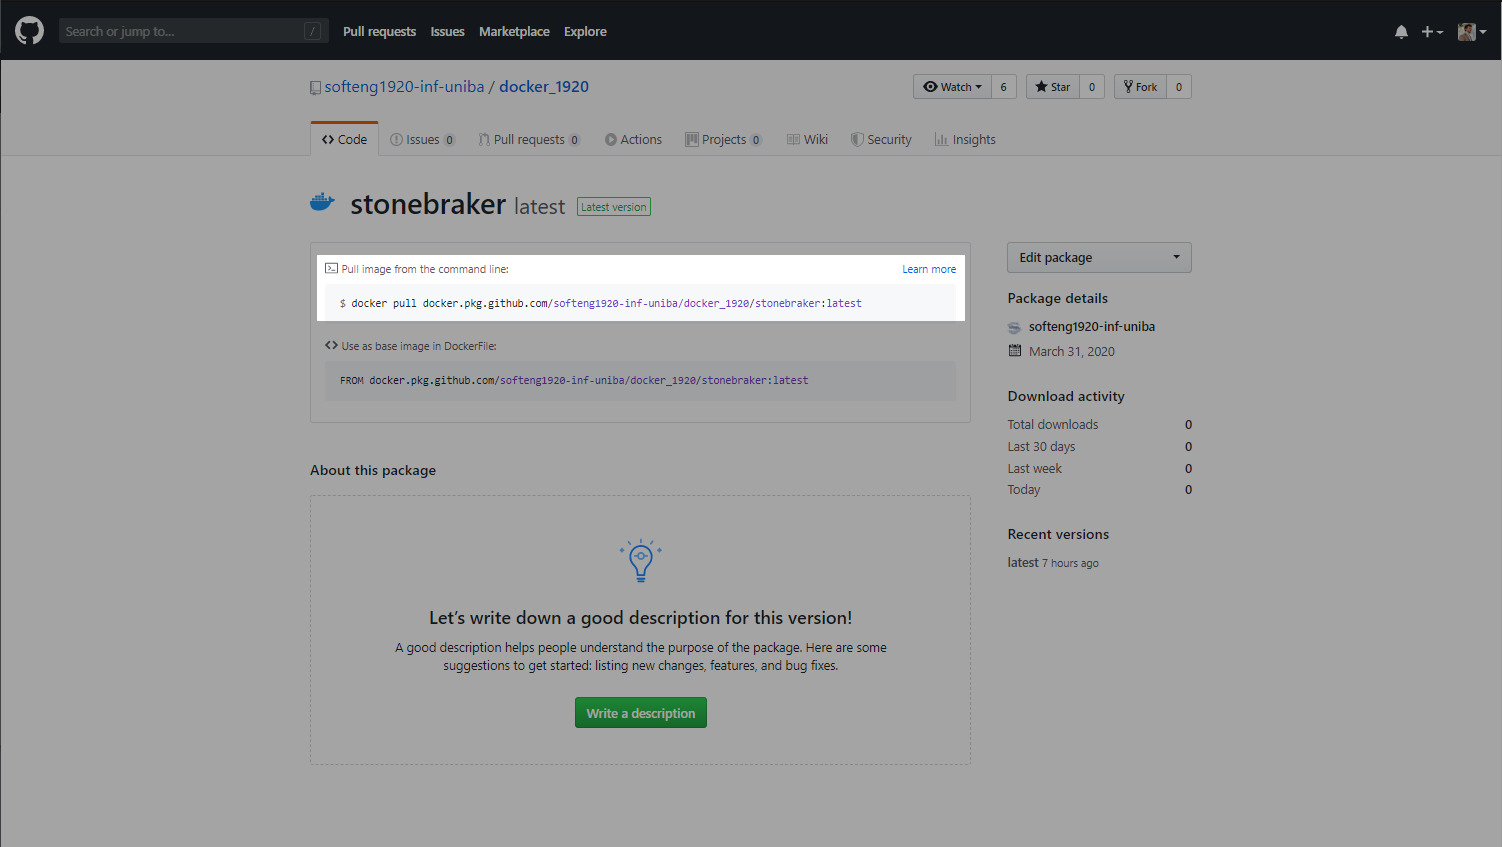 Search or jump to... /
Pull requests Issues Marketplace Explore
softeng1920-inf-uniba / docker_1920
Watch 6 Star 0 Fork 0
Code Issues 0 Pull requests 0 Actions Projects 0 Wiki Security Insights
stonebraker latest Latest version
Pull image from the command line: Learn more
$ docker pull docker.pkg.github.com/softeng1920-inf-uniba/docker_1920/stonebraker:latest
Use as base image in DockerFile:
FROM docker.pkg.github.com/softeng1920-inf-uniba/docker_1920/stonebraker:latest
About this package
Let's write down a good description for this version!
A good description helps people understand the purpose of the package. Here are some
suggestions to get started: listing new changes, features, and bug fixes.
Write a description
Edit package
Package details
softeng1920-inf-uniba
March 31, 2020
Download activity
Total downloads 0
Last 30 days 0
Last week 0
Today 0
Recent versions
latest 7 hours ago